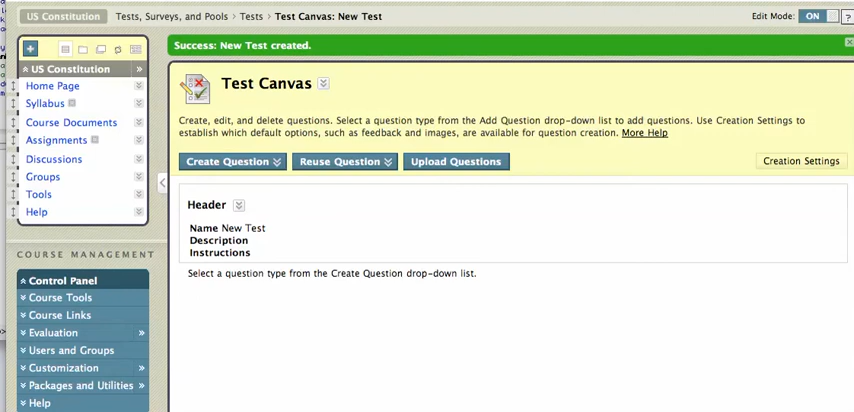 US Constitution Tests, Surveys, and Pools › Tests › Test Canvas: New Test Edit Mode: ON ?
Success: New Test created.
US Constitution
Home Page
Syllabus
Course Documents
Assignments
Discussions
Groups
Tools
Help
COURSE MANAGEMENT
Control Panel
Course Tools
Course Links
Evaluation
Users and Groups
Customization
Packages and Utilities
Help
Test Canvas
Create, edit, and delete questions. Select a question type from the Add Question drop-down list to add questions. Use Creation Settings to
establish which default options, such as feedback and images, are available for question creation. More Help
Create Question Reuse Question Upload Questions Creation Settings
Header
Name New Test
Description
Instructions
Select a question type from the Create Question drop-down list.